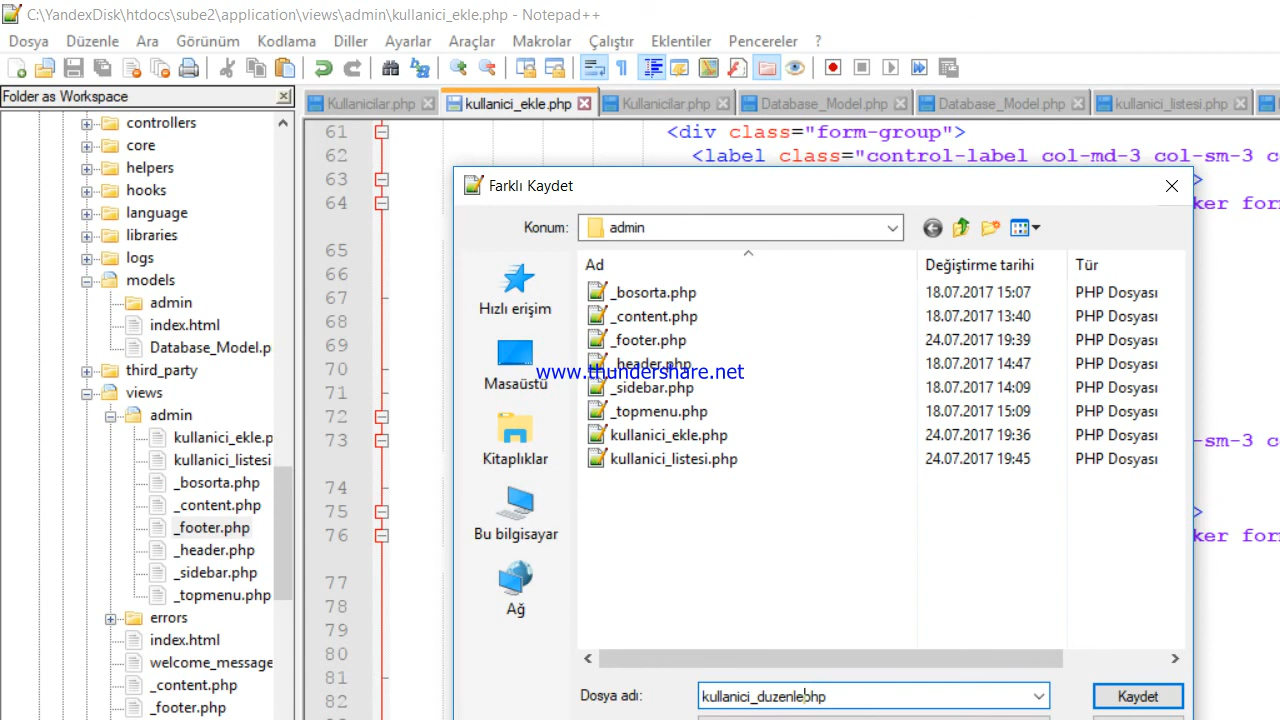 C:\YandexDisk\htdocs\sube2\application\views\admin\kullanici_ekle.php - Notepad++
Dosya Düzenle Ara Görünüm Kodlama Diller Ayarlar Araçlar Makrolar Çalıştır Eklentiler Pencereler ?
Folder as Workspace
Kullanicilar.php kullanici_ekle.php Kullanicilar.php Database_Model.php Database_Model.php kullanici_listesi.php
controllers
core
helpers
hooks
language
libraries
logs
models
admin
index.html
Database_Model.p
third_party
views
admin
kullanici_ekle.p
kullanici_listesi
_bosorta.php
_content.php
_footer.php
_header.php
_sidebar.php
_topmenu.php
errors
index.html
welcome_message
_content.php
_footer.php
61 <div class="form-group">
62 <label class="control-label col-md-3 col-sm-3 c
63 >
64 ker for
65
66
67
68
69
70
71
72
73 -sm-3 c
74
75 >
76 ker for
77
78
79
80
81
82
Farklı Kaydet
Konum: admin
Hızlı erişim
Masaüstü
Kitaplıklar
Bu bilgisayar
Ağ
Ad Değiştirme tarihi Tür
_bosorta.php 18.07.2017 15:07 PHP Dosyası
_content.php 18.07.2017 13:40 PHP Dosyası
_footer.php 24.07.2017 19:39 PHP Dosyası
_header.php 18.07.2017 14:47 PHP Dosyası
www.thundershare.net
_sidebar.php 18.07.2017 14:09 PHP Dosyası
_topmenu.php 18.07.2017 15:09 PHP Dosyası
kullanici_ekle.php 24.07.2017 19:36 PHP Dosyası
kullanici_listesi.php 24.07.2017 19:45 PHP Dosyası
Dosya adı: kullanici_duzenle.php Kaydet